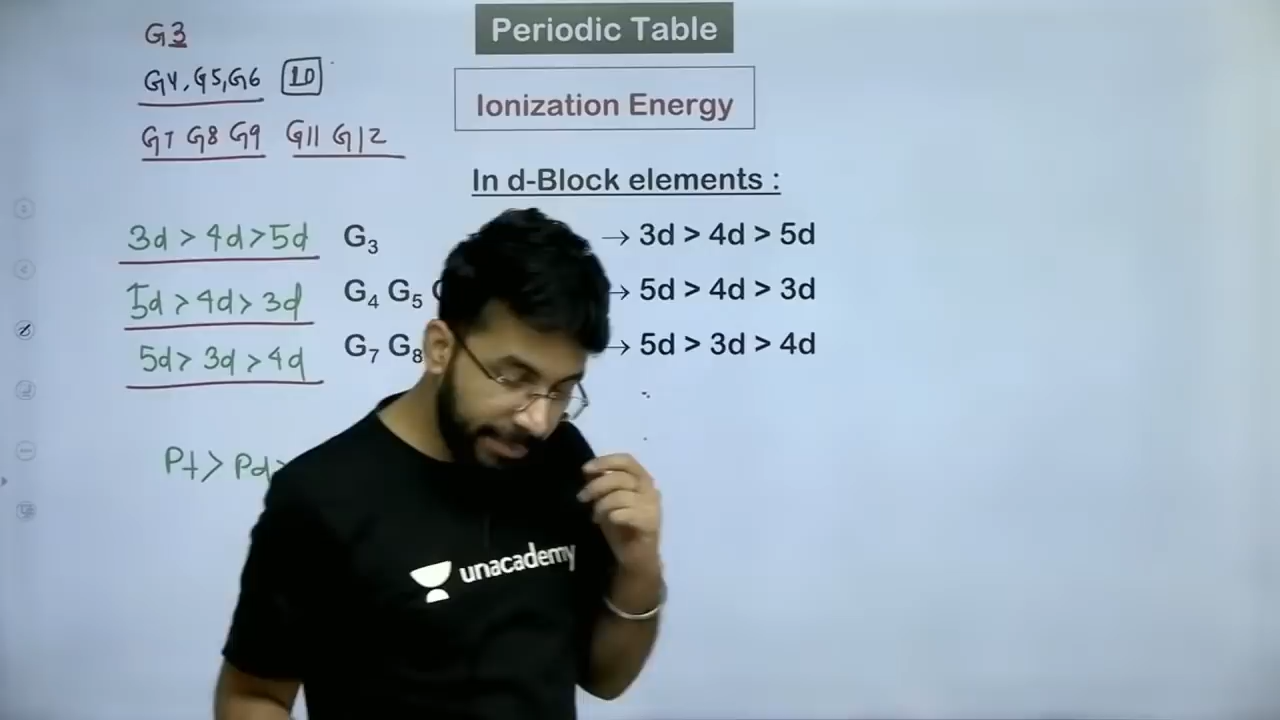 Periodic Table
Ionization Energy
In d-Block elements :
G3
G4, G5, G6 10
G7 G8 G9 G11 G12
3d > 4d > 5d G₃ → 3d > 4d > 5d
5d > 4d > 3d G₄ G₅ → 5d > 4d > 3d
5d > 3d > 4d G₇ G₈ → 5d > 3d > 4d
Pt > Pd >
unacademy